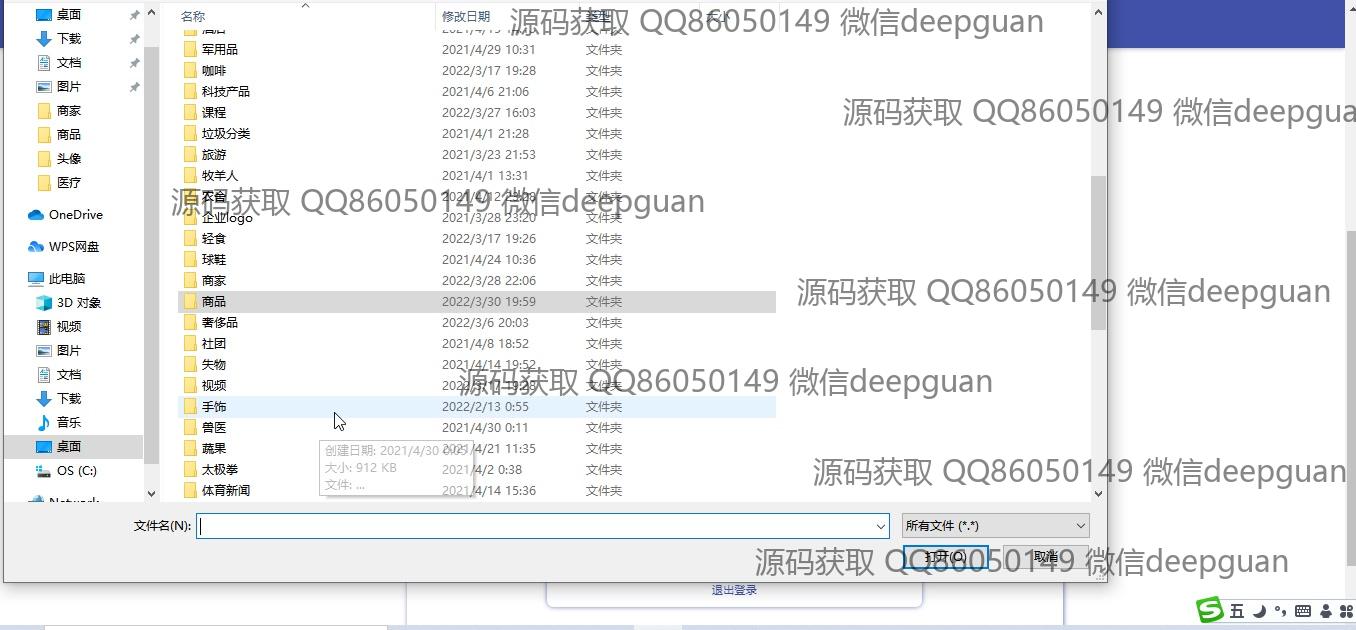 桌面
下载
文档
图片
商家
商品
头像
医疗
OneDrive
WPS网盘
此电脑
3D 对象
视频
图片
文档
下载
音乐
桌面
OS (C:)
Network
名称 修改日期 类型 大小
军用品 2021/4/29 10:31 文件夹
咖啡 2022/3/17 19:28 文件夹
科技产品 2021/4/6 21:06 文件夹
课程 2022/3/27 16:03 文件夹
垃圾分类 2021/4/1 21:28 文件夹
旅游 2021/3/23 21:53 文件夹
牧羊人 2021/4/1 13:31 文件夹
农畜 2021/4/12 23:20 文件夹
企业logo 2021/3/28 23:20 文件夹
轻食 2022/3/17 19:26 文件夹
球鞋 2021/4/24 10:36 文件夹
商家 2022/3/28 22:06 文件夹
商品 2022/3/30 19:59 文件夹
奢侈品 2022/3/6 20:03 文件夹
社团 2021/4/8 18:52 文件夹
失物 2021/4/14 19:52 文件夹
视频 2022/3/17 19:28 文件夹
手饰 2022/2/13 0:55 文件夹
兽医 2021/4/30 0:11 文件夹
蔬果 2021/4/21 11:35 文件夹
太极拳 2021/4/2 0:38 文件夹
体育新闻 2021/4/14 15:36 文件夹
创建日期: 2021/4/30 0:05
大小: 912 KB
文件: ...
文件名(N):
所有文件 (*.*)
打开(O)
取消
退出登录
五
源码获取 QQ86050149 微信deepguan
源码获取 QQ86050149 微信deepgua
源码获取 QQ86050149 微信deepguan
源码获取 QQ86050149 微信deepguan
源码获取 QQ86050149 微信deepguan
源码获取 QQ86050149 微信deepguan
源码获取 QQ86050149 微信deepguan